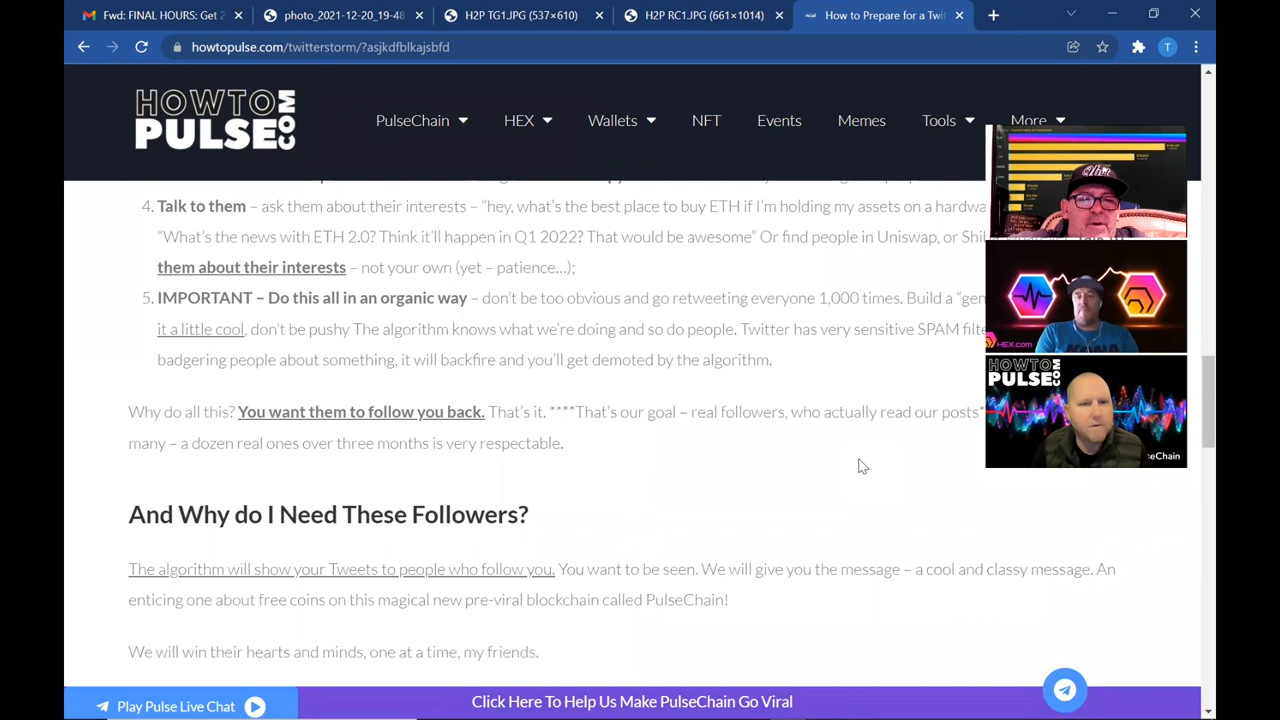 Fwd: FINAL HOURS: Get 2
photo_2021-12-20_19-48
H2P TG1JPG (537×610)
H2P RC1.JPG (661×1014)
How to Prepare for a Twit
howtopulse.com/twitterstorm/?asjkdfblkajsbfd
T
HOWTO
PULSE
COM
PulseChain
HEX
Wallets
NFT
Events
Memes
Tools
More
4. Talk to them – ask them about their interests – “hey, what’s the best place to buy ETH if I’m holding my assets on a hardwa
“What’s the news with ETH 2.0? Think it’ll happen in Q1 2022? That would be awesome” Or find people in Uniswap, or Shi
them about their interests – not your own (yet – patience…);
5. IMPORTANT – Do this all in an organic way – don’t be too obvious and go retweeting everyone 1,000 times. Build a “gen
it a little cool, don’t be pushy The algorithm knows what we’re doing and so do people. Twitter has very sensitive SPAM filte
badgering people about something, it will backfire and you’ll get demoted by the algorithm.
HEX.com
Why do all this? You want them to follow you back. That’s it. ****That’s our goal – real followers, who actually read our posts*
many – a dozen real ones over three months is very respectable.
HOWTO
PULSE
COM
seChain
And Why do I Need These Followers?
The algorithm will show your Tweets to people who follow you. You want to be seen. We will give you the message – a cool and classy message. An
enticing one about free coins on this magical new pre-viral blockchain called PulseChain!
We will win their hearts and minds, one at a time, my friends.
Play Pulse Live Chat
Click Here To Help Us Make PulseChain Go Viral